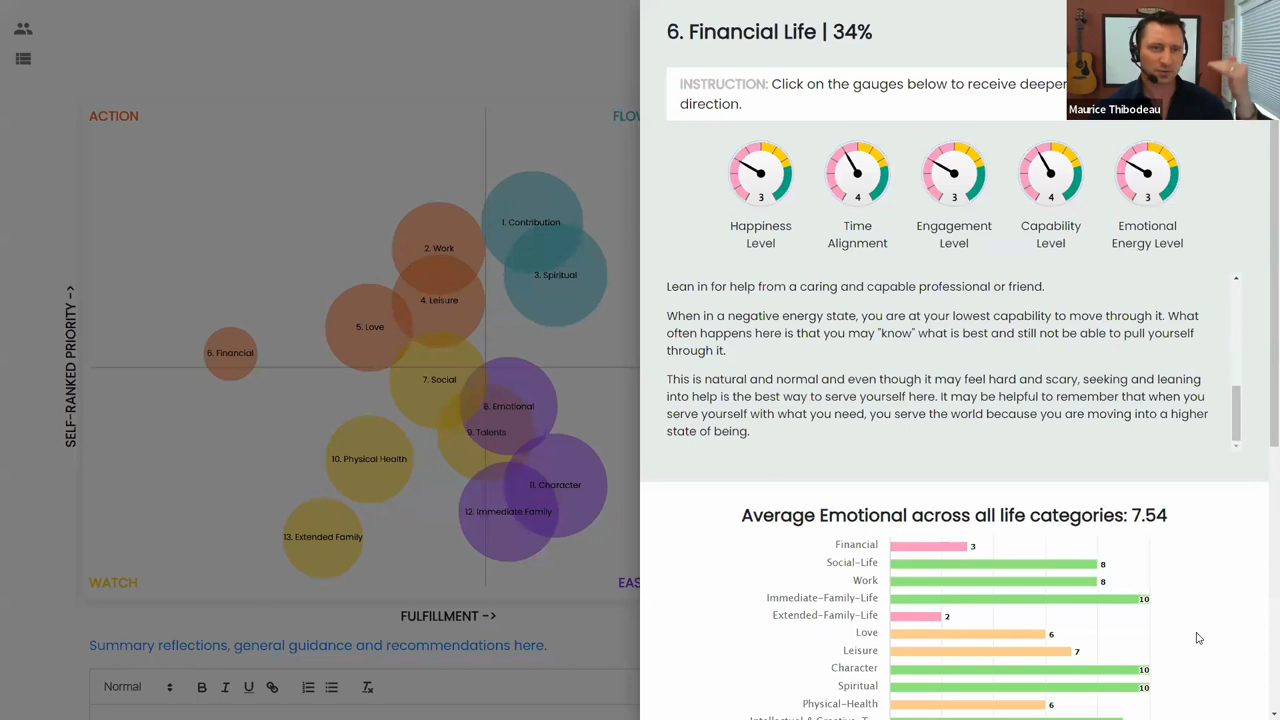 6. Financial Life | 34%
INSTRUCTION: Click on the gauges below to receive deeper
direction.
Maurice Thibodeau
3
4
3
4
3
Happiness
Level
Time
Alignment
Engagement
Level
Capability
Level
Emotional
Energy Level
Lean in for help from a caring and capable professional or friend.
When in a negative energy state, you are at your lowest capability to move through it. What
often happens here is that you may "know" what is best and still not be able to pull yourself
through it.
This is natural and normal and even though it may feel hard and scary, seeking and leaning
into help is the best way to serve yourself here. It may be helpful to remember that when you
serve yourself with what you need, you serve the world because you are moving into a higher
state of being.
Average Emotional across all life categories: 7.54
Financial 3
Social-Life 8
Work 8
Immediate-Family-Life 10
Extended-Family-Life 2
Love 6
Leisure 7
Character 10
Spiritual 10
Physical-Health 6
Intellectual & Creative-T...
ACTION
FLO
SELF-RANKED PRIORITY ->
1. Contribution
2. Work
3. Spiritual
4. Leisure
5. Love
6. Financial
7. Social
8. Emotional
9. Talents
10. Physical Health
11. Character
12. Immediate Family
13. Extended Family
WATCH
EAS
FULFILLMENT ->
Summary reflections, general guidance and recommendations here.
Normal
B I U